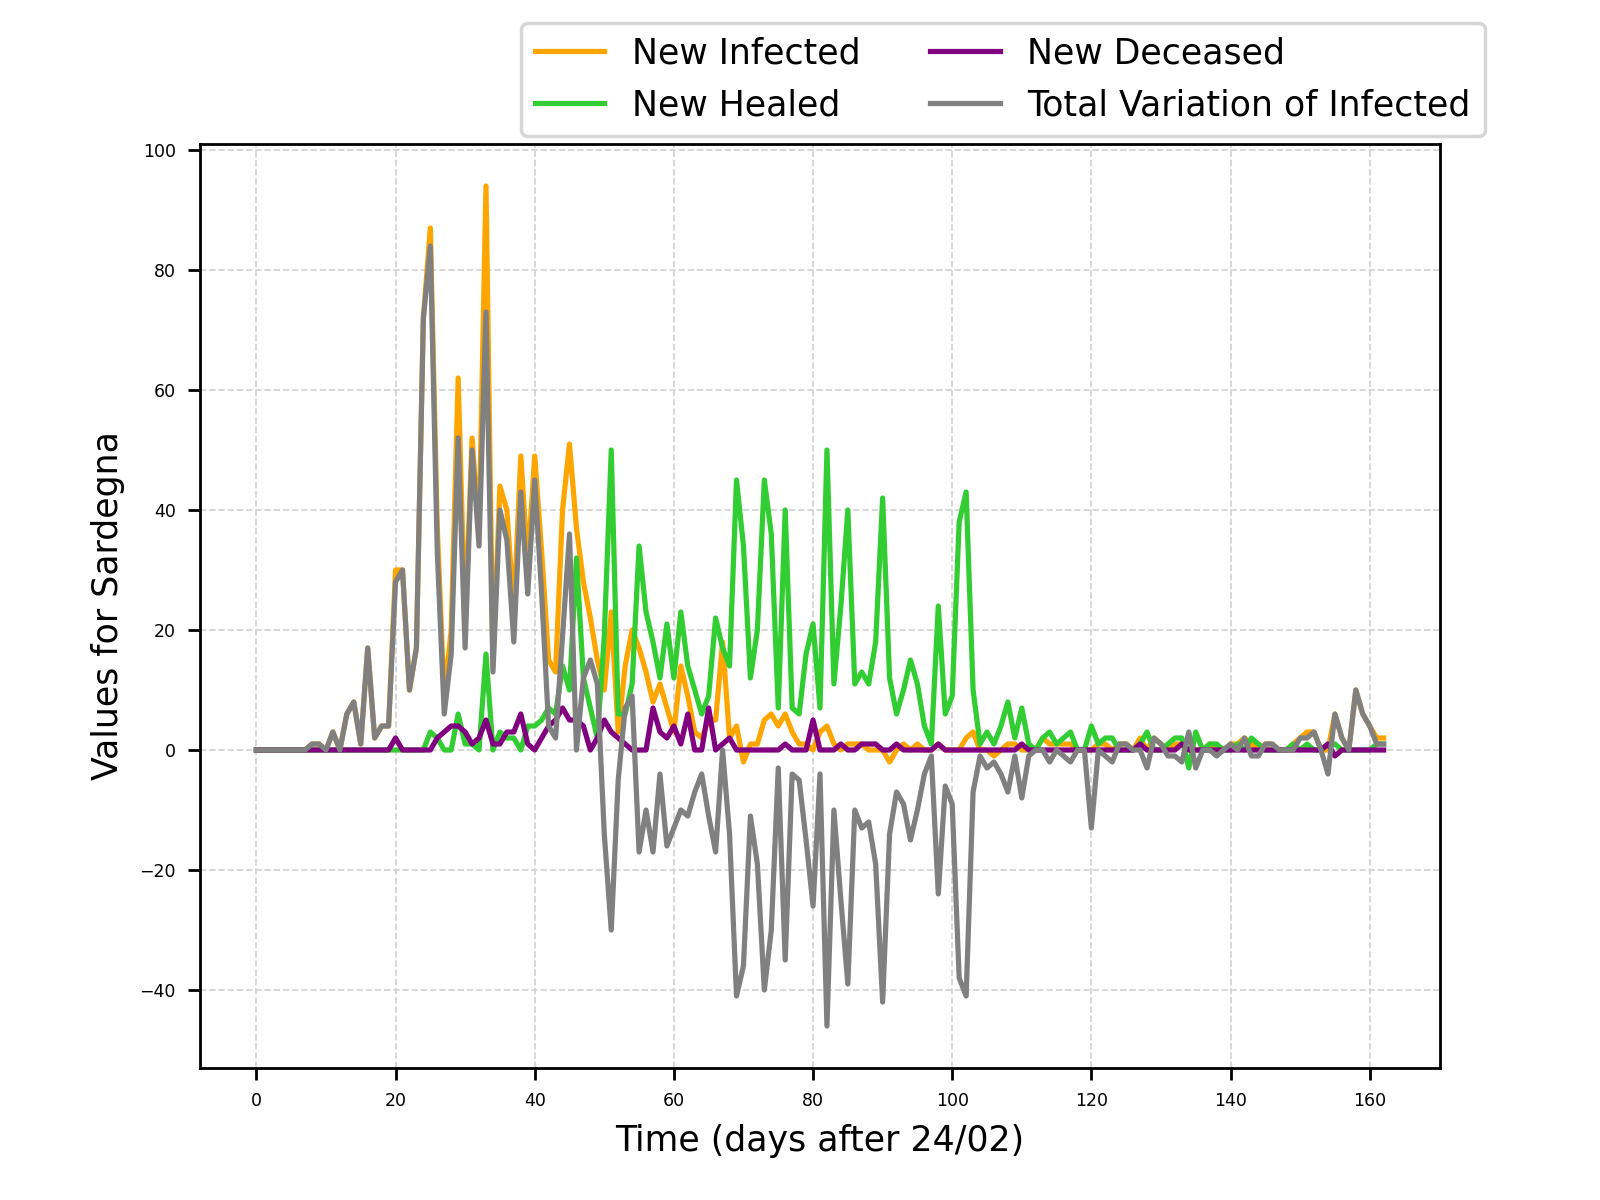 New Infected
New Healed
New Deceased
Total Variation of Infected
100
80
60
40
20
0
−20
−40
Values for Sardegna
0 20 40 60 80 100 120 140 160
Time (days after 24/02)